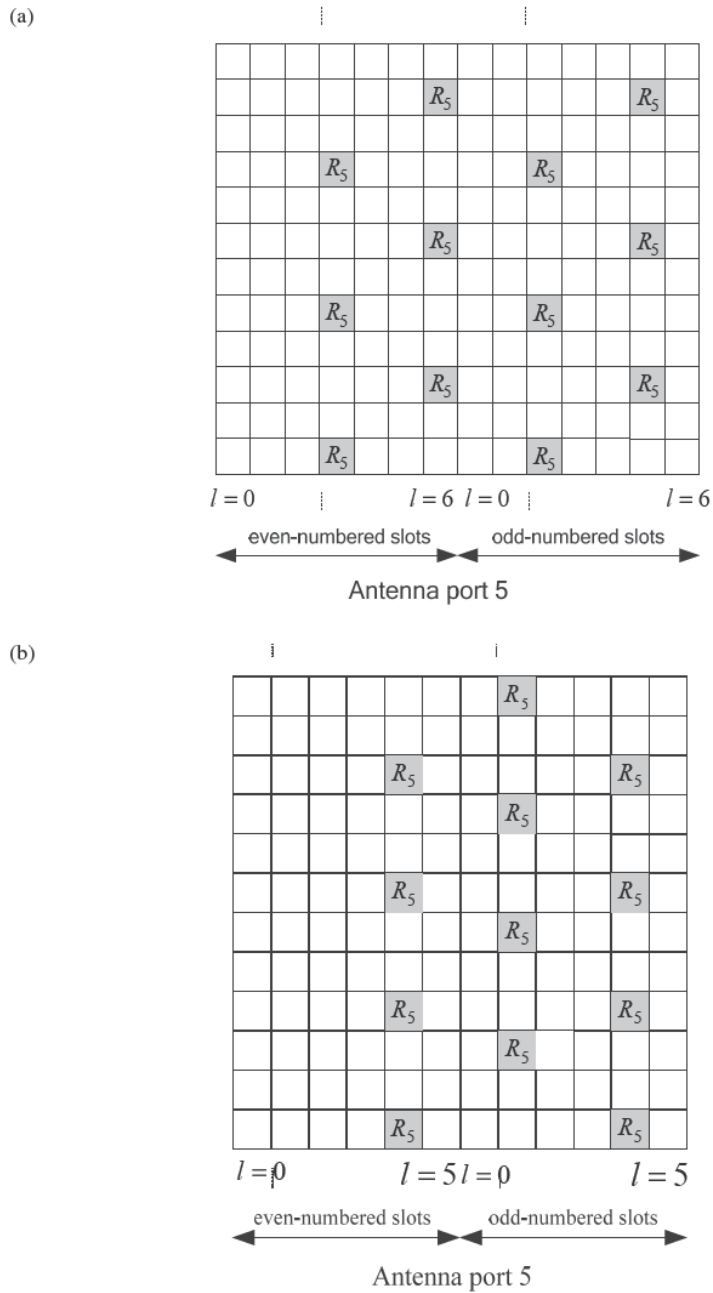 (a)
R5 R5
R5 R5
R5 R5
R5 R5
R5 R5
R5 R5
l = 0 l = 6 l = 0 l = 6
even-numbered slots odd-numbered slots
Antenna port 5
(b)
R5
R5 R5
R5
R5 R5
R5
R5 R5
R5
R5 R5
l = 0 l = 5 l = 0 l = 5
even-numbered slots odd-numbered slots
Antenna port 5